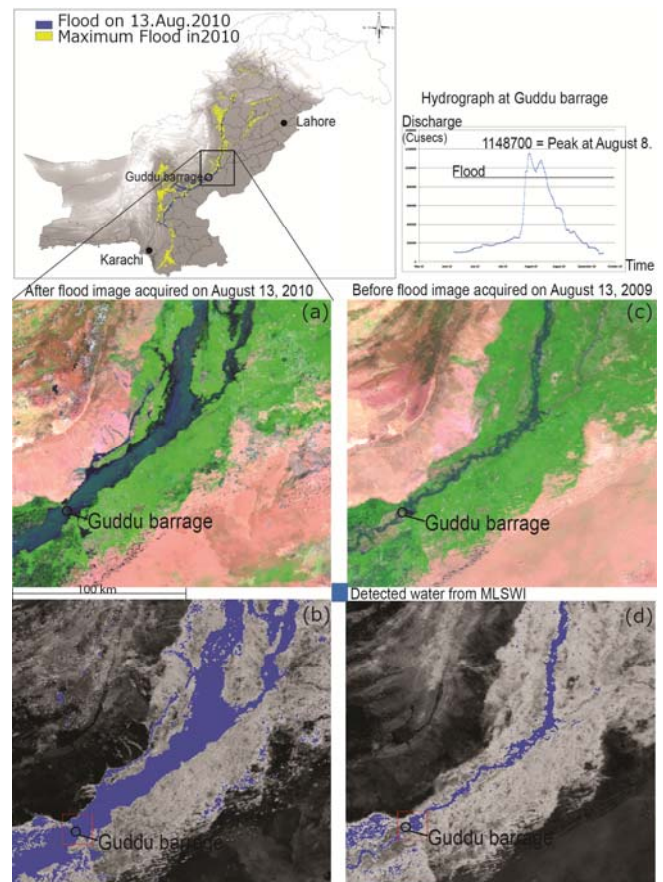 Flood on 13.Aug.2010
Maximum Flood in2010
Lahore
Guddu barrage
Karachi
Hydrograph at Guddu barrage
Discharge
(Cusecs)
1148700 = Peak at August 8.
Flood
Time
After flood image acquired on August 13, 2010
Before flood image acquired on August 13, 2009
(a)
(c)
Guddu barrage
Guddu barrage
100 km
Detected water from MLSWI
(b)
(d)
Guddu barrage
Guddu barrage